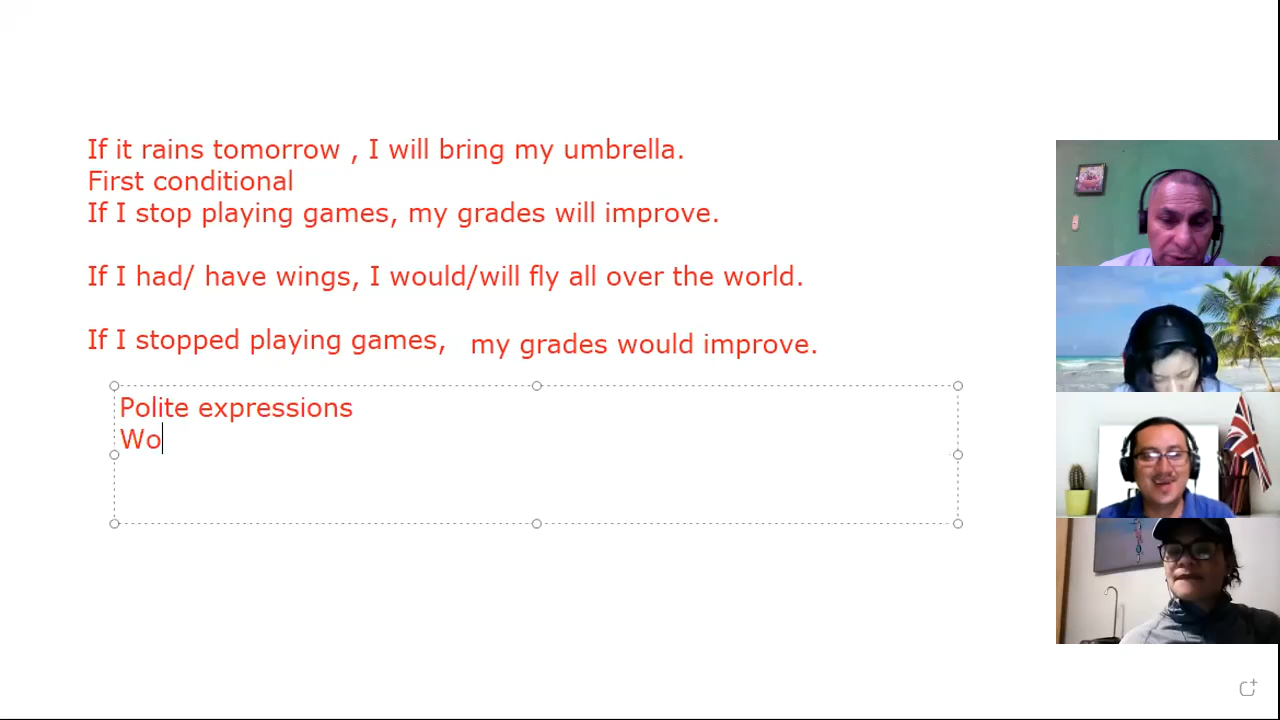 If it rains tomorrow , I will bring my umbrella.
First conditional
If I stop playing games, my grades will improve.
If I had/ have wings, I would/will fly all over the world.
If I stopped playing games, my grades would improve.
Polite expressions
Wo